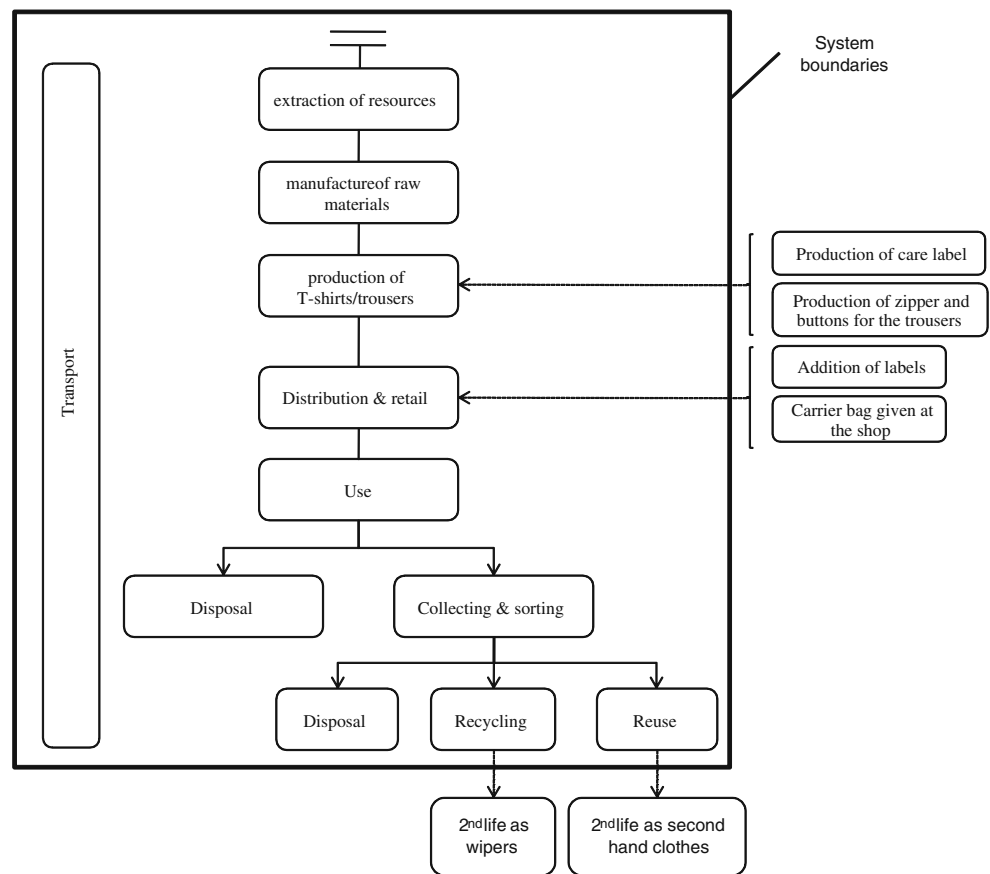 System
boundaries
extraction of resources
manufactureof raw
materials
production of
T-shirts/trousers
Production of care label
Production of zipper and
buttons for the trousers
Transport
Distribution & retail
Addition of labels
Carrier bag given at
the shop
Use
Disposal
Collecting & sorting
Disposal
Recycling
Reuse
2nd life as
wipers
2nd life as second
hand clothes